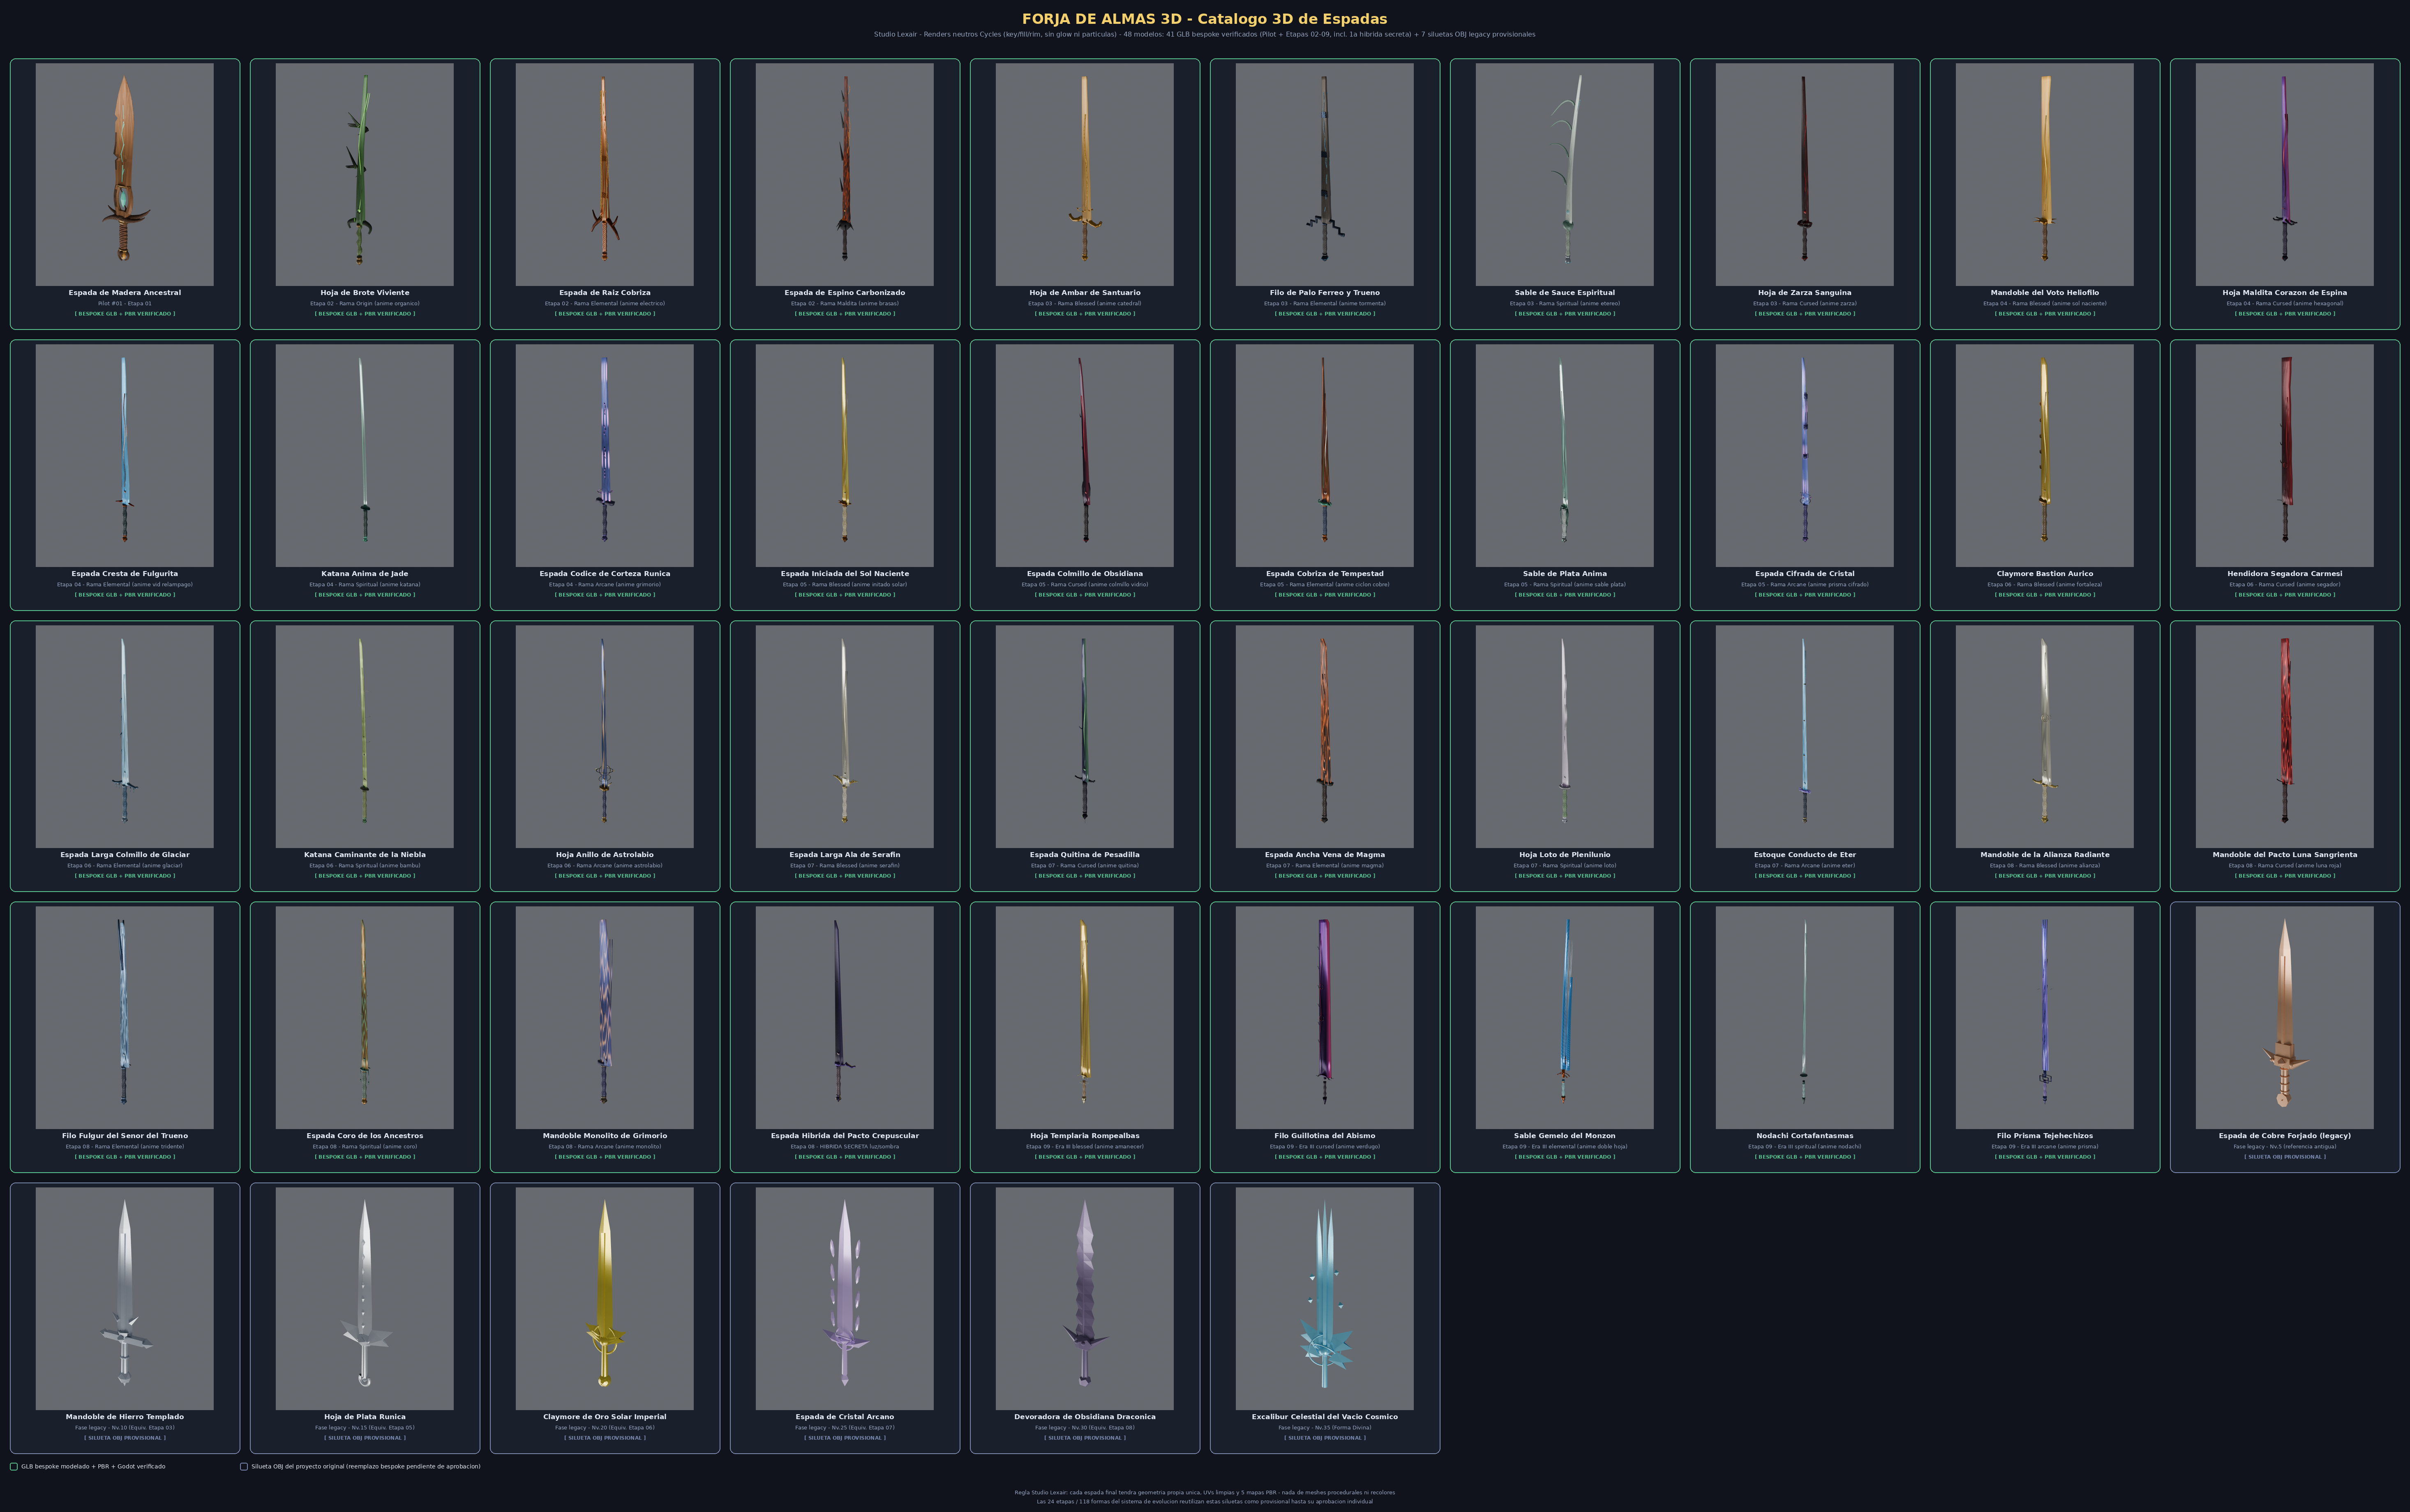 FORJA DE ALMAS 3D - Catalogo 3D de Espadas
Studio Lexair - Renders neutros Cycles (key/fill/rim, sin glow ni particulas) - 48 modelos: 41 GLB bespoke verificados (Pilot + Etapas 02-09, incl. 1a hibrida secreta) + 7 siluetas OBJ legacy provisionales
Espada de Madera Ancestral
Pilot #01 - Etapa 01
[ BESPOKE GLB + PBR VERIFICADO ]
Hoja de Brote Viviente
Etapa 02 - Rama Origin (anime organico)
[ BESPOKE GLB + PBR VERIFICADO ]
Espada de Raiz Cobriza
Etapa 02 - Rama Elemental (anime electrico)
[ BESPOKE GLB + PBR VERIFICADO ]
Espada de Espino Carbonizado
Etapa 02 - Rama Maldita (anime brasas)
[ BESPOKE GLB + PBR VERIFICADO ]
Hoja de Ambar de Santuario
Etapa 03 - Rama Blessed (anime catedral)
[ BESPOKE GLB + PBR VERIFICADO ]
Filo de Palo Ferreo y Trueno
Etapa 03 - Rama Elemental (anime tormenta)
[ BESPOKE GLB + PBR VERIFICADO ]
Sable de Sauce Espiritual
Etapa 03 - Rama Spiritual (anime etereo)
[ BESPOKE GLB + PBR VERIFICADO ]
Hoja de Zarza Sanguina
Etapa 03 - Rama Cursed (anime zarza)
[ BESPOKE GLB + PBR VERIFICADO ]
Mandoble del Voto Heliofilo
Etapa 04 - Rama Blessed (anime sol naciente)
[ BESPOKE GLB + PBR VERIFICADO ]
Hoja Maldita Corazon de Espina
Etapa 04 - Rama Cursed (anime hexagonal)
[ BESPOKE GLB + PBR VERIFICADO ]
Espada Cresta de Fulgurita
Etapa 04 - Rama Elemental (anime vid relampago)
[ BESPOKE GLB + PBR VERIFICADO ]
Katana Anima de Jade
Etapa 04 - Rama Spiritual (anime katana)
[ BESPOKE GLB + PBR VERIFICADO ]
Espada Codice de Corteza Runica
Etapa 04 - Rama Arcane (anime grimorio)
[ BESPOKE GLB + PBR VERIFICADO ]
Espada Iniciada del Sol Naciente
Etapa 05 - Rama Blessed (anime initado solar)
[ BESPOKE GLB + PBR VERIFICADO ]
Espada Colmillo de Obsidiana
Etapa 05 - Rama Cursed (anime colmillo vidrio)
[ BESPOKE GLB + PBR VERIFICADO ]
Espada Cobriza de Tempestad
Etapa 05 - Rama Elemental (anime ciclon cobre)
[ BESPOKE GLB + PBR VERIFICADO ]
Sable de Plata Anima
Etapa 05 - Rama Spiritual (anime sable plata)
[ BESPOKE GLB + PBR VERIFICADO ]
Espada Cifrada de Cristal
Etapa 05 - Rama Arcane (anime prisma cifrado)
[ BESPOKE GLB + PBR VERIFICADO ]
Claymore Bastion Aurico
Etapa 06 - Rama Blessed (anime fortaleza)
[ BESPOKE GLB + PBR VERIFICADO ]
Hendidora Segadora Carmesi
Etapa 06 - Rama Cursed (anime segador)
[ BESPOKE GLB + PBR VERIFICADO ]
Espada Larga Colmillo de Glaciar
Etapa 06 - Rama Elemental (anime glaciar)
[ BESPOKE GLB + PBR VERIFICADO ]
Katana Caminante de la Niebla
Etapa 06 - Rama Spiritual (anime bambu)
[ BESPOKE GLB + PBR VERIFICADO ]
Hoja Anillo de Astrolabio
Etapa 06 - Rama Arcane (anime astrolabio)
[ BESPOKE GLB + PBR VERIFICADO ]
Espada Larga Ala de Serafin
Etapa 07 - Rama Blessed (anime serafin)
[ BESPOKE GLB + PBR VERIFICADO ]
Espada Quitina de Pesadilla
Etapa 07 - Rama Cursed (anime quitina)
[ BESPOKE GLB + PBR VERIFICADO ]
Espada Ancha Vena de Magma
Etapa 07 - Rama Elemental (anime magma)
[ BESPOKE GLB + PBR VERIFICADO ]
Hoja Loto de Plenilunio
Etapa 07 - Rama Spiritual (anime loto)
[ BESPOKE GLB + PBR VERIFICADO ]
Estoque Conducto de Eter
Etapa 07 - Rama Arcane (anime eter)
[ BESPOKE GLB + PBR VERIFICADO ]
Mandoble de la Alianza Radiante
Etapa 08 - Rama Blessed (anime alianza)
[ BESPOKE GLB + PBR VERIFICADO ]
Mandoble del Pacto Luna Sangrienta
Etapa 08 - Rama Cursed (anime luna roja)
[ BESPOKE GLB + PBR VERIFICADO ]
Filo Fulgur del Senor del Trueno
Etapa 08 - Rama Elemental (anime tridente)
[ BESPOKE GLB + PBR VERIFICADO ]
Espada Coro de los Ancestros
Etapa 08 - Rama Spiritual (anime coro)
[ BESPOKE GLB + PBR VERIFICADO ]
Mandoble Monolito de Grimorio
Etapa 08 - Rama Arcane (anime monolito)
[ BESPOKE GLB + PBR VERIFICADO ]
Espada Hibrida del Pacto Crepuscular
Etapa 08 - HIBRIDA SECRETA luz/sombra
[ BESPOKE GLB + PBR VERIFICADO ]
Hoja Templaria Rompealbas
Etapa 09 - Era III blessed (anime amanecer)
[ BESPOKE GLB + PBR VERIFICADO ]
Filo Guillotina del Abismo
Etapa 09 - Era III cursed (anime verdugo)
[ BESPOKE GLB + PBR VERIFICADO ]
Sable Gemelo del Monzon
Etapa 09 - Era III elemental (anime doble hoja)
[ BESPOKE GLB + PBR VERIFICADO ]
Nodachi Cortafantasmas
Etapa 09 - Era III spiritual (anime nodachi)
[ BESPOKE GLB + PBR VERIFICADO ]
Filo Prisma Tejehechizos
Etapa 09 - Era III arcane (anime prisma)
[ BESPOKE GLB + PBR VERIFICADO ]
Espada de Cobre Forjado (legacy)
Fase legacy - Nv.5 (referencia antigua)
[ SILUETA OBJ PROVISIONAL ]
Mandoble de Hierro Templado
Fase legacy - Nv.10 (Equiv. Etapa 03)
[ SILUETA OBJ PROVISIONAL ]
Hoja de Plata Runica
Fase legacy - Nv.15 (Equiv. Etapa 05)
[ SILUETA OBJ PROVISIONAL ]
Claymore de Oro Solar Imperial
Fase legacy - Nv.20 (Equiv. Etapa 06)
[ SILUETA OBJ PROVISIONAL ]
Espada de Cristal Arcano
Fase legacy - Nv.25 (Equiv. Etapa 07)
[ SILUETA OBJ PROVISIONAL ]
Devoradora de Obsidiana Draconica
Fase legacy - Nv.30 (Equiv. Etapa 08)
[ SILUETA OBJ PROVISIONAL ]
Excalibur Celestial del Vacio Cosmico
Fase legacy - Nv.35 (Forma Divina)
[ SILUETA OBJ PROVISIONAL ]
GLB bespoke modelado + PBR + Godot verificado
Silueta OBJ del proyecto original (reemplazo bespoke pendiente de aprobacion)
Regla Studio Lexair: cada espada final tendra geometria propia unica, UVs limpias y 5 mapas PBR - nada de meshes procedurales ni recolores
Las 24 etapas / 118 formas del sistema de evolucion reutilizan estas siluetas como provisional hasta su aprobacion individual